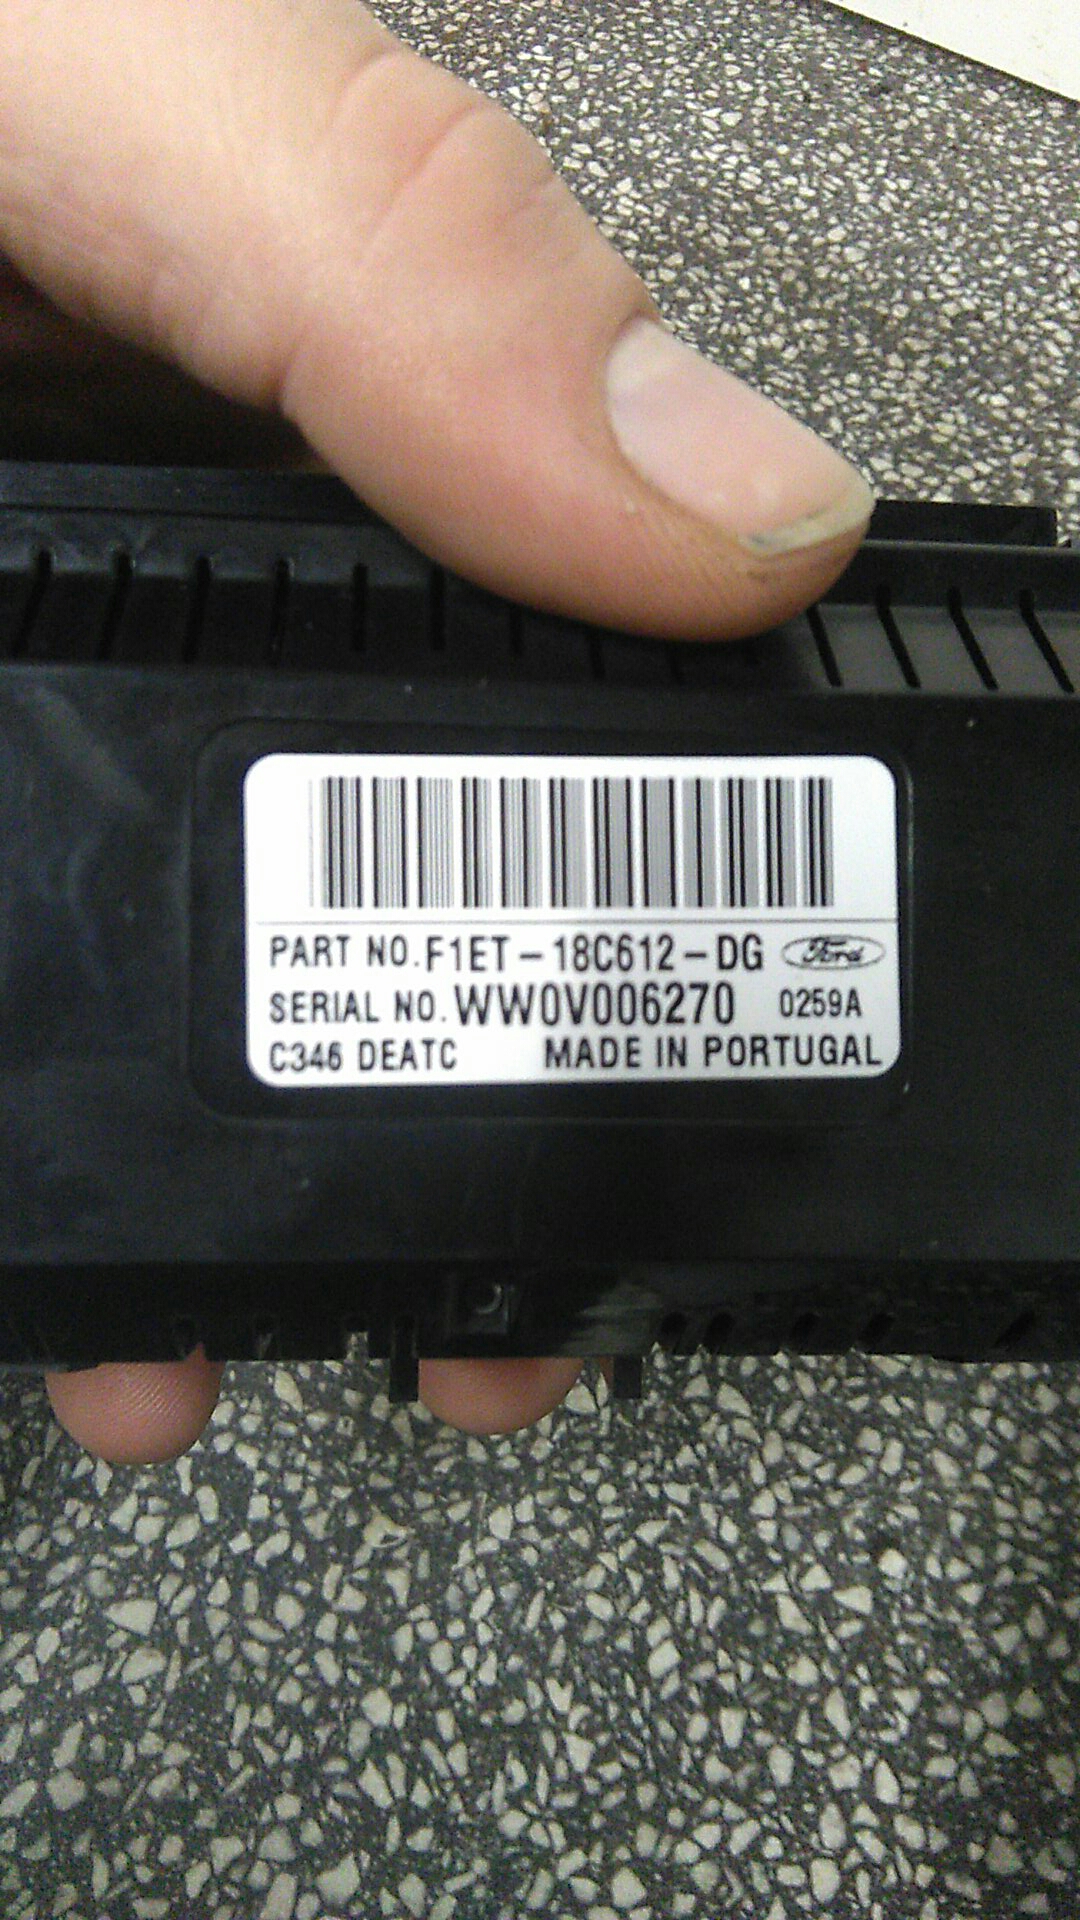 PART NO. F1ET-18C612-DG Ford
SERIAL NO. WW0V006270 0259A
C346 DEATC MADE IN PORTUGAL